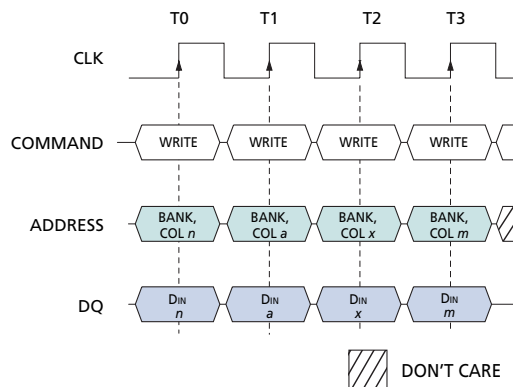 T0 T1 T2 T3
CLK
COMMAND WRITE WRITE WRITE WRITE
ADDRESS BANK, COL n BANK, COL a BANK, COL x BANK, COL m
DQ DIN n DIN a DIN x DIN m
DON'T CARE